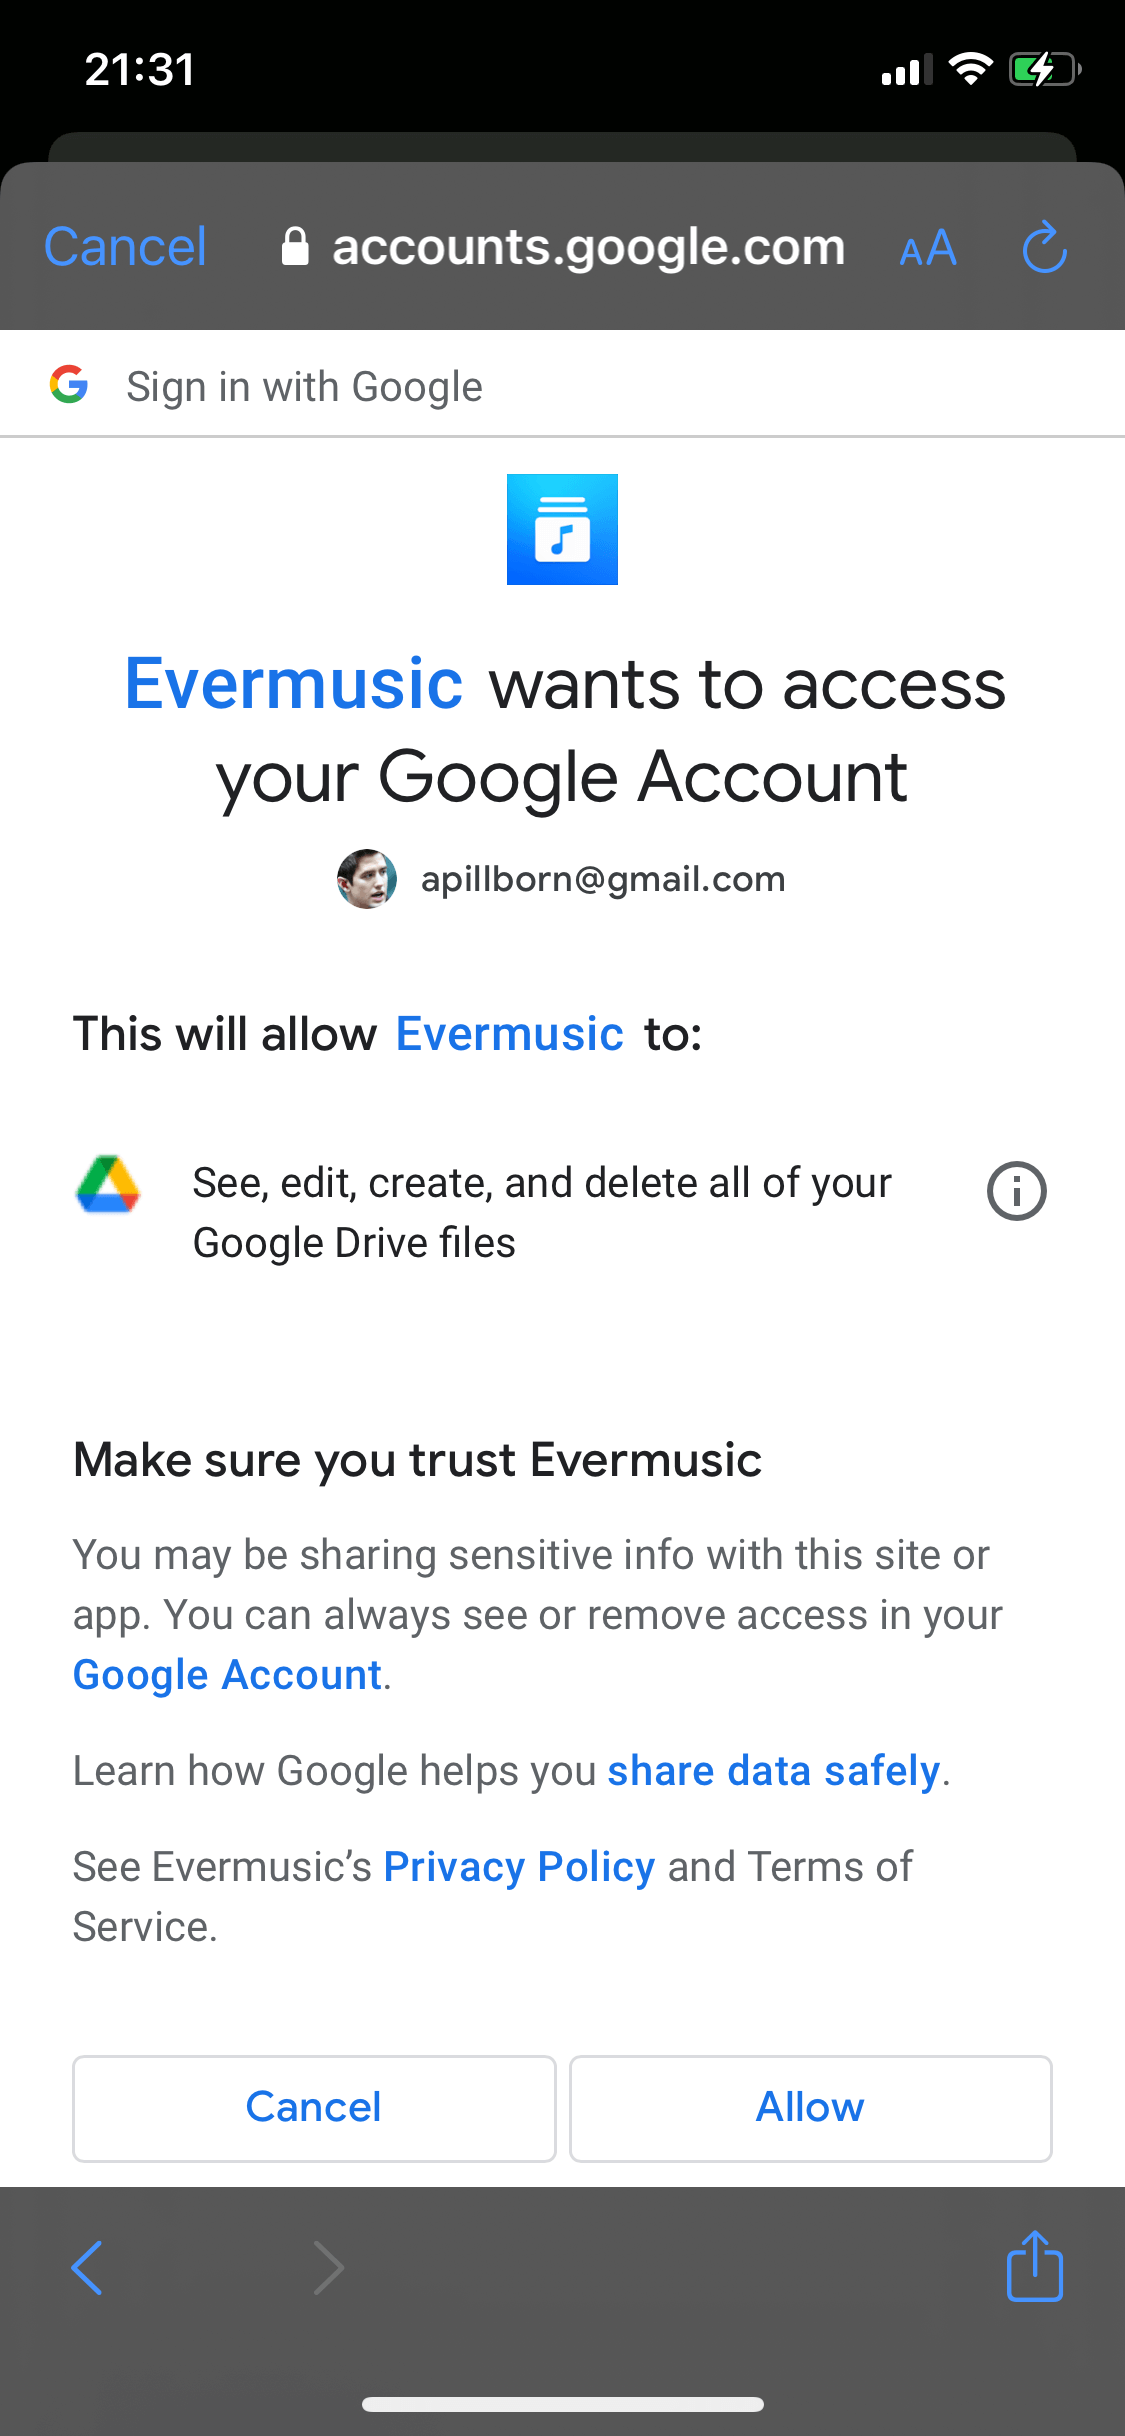 21:31
Cancel accounts.google.com AA
Sign in with Google
Evermusic wants to access
your Google Account
apillborn@gmail.com
This will allow Evermusic to:
See, edit, create, and delete all of your
Google Drive files
Make sure you trust Evermusic
You may be sharing sensitive info with this site or
app. You can always see or remove access in your
Google Account.
Learn how Google helps you share data safely.
See Evermusic’s Privacy Policy and Terms of
Service.
Cancel Allow